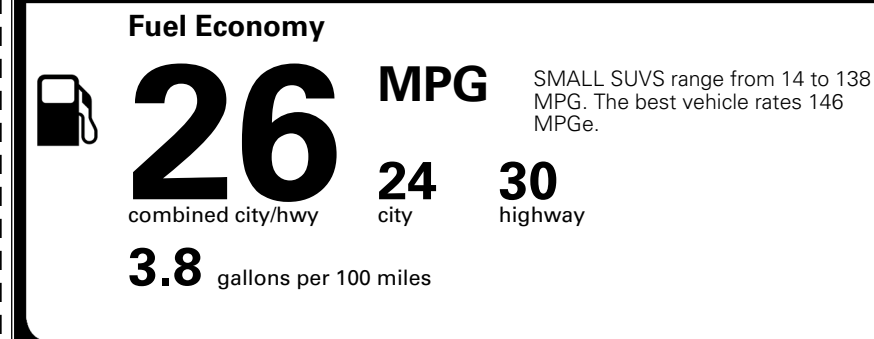 Fuel Economy
26 MPG
SMALL SUVS range from 14 to 138
MPG. The best vehicle rates 146
MPGe.
24 30
combined city/hwy city highway
3.8 gallons per 100 miles